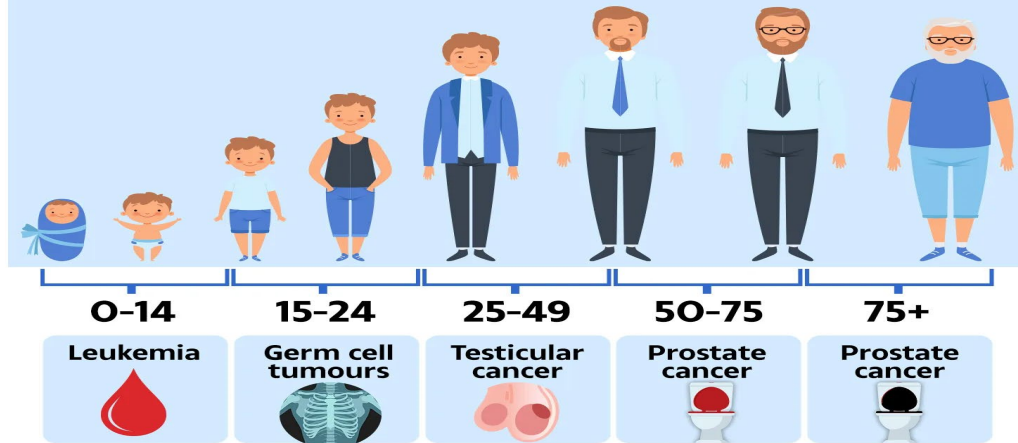 0-14
15-24
25-49
50-75
75+
Leukemia
Germ cell
tumours
Testicular
cancer
Prostate
cancer
Prostate
cancer